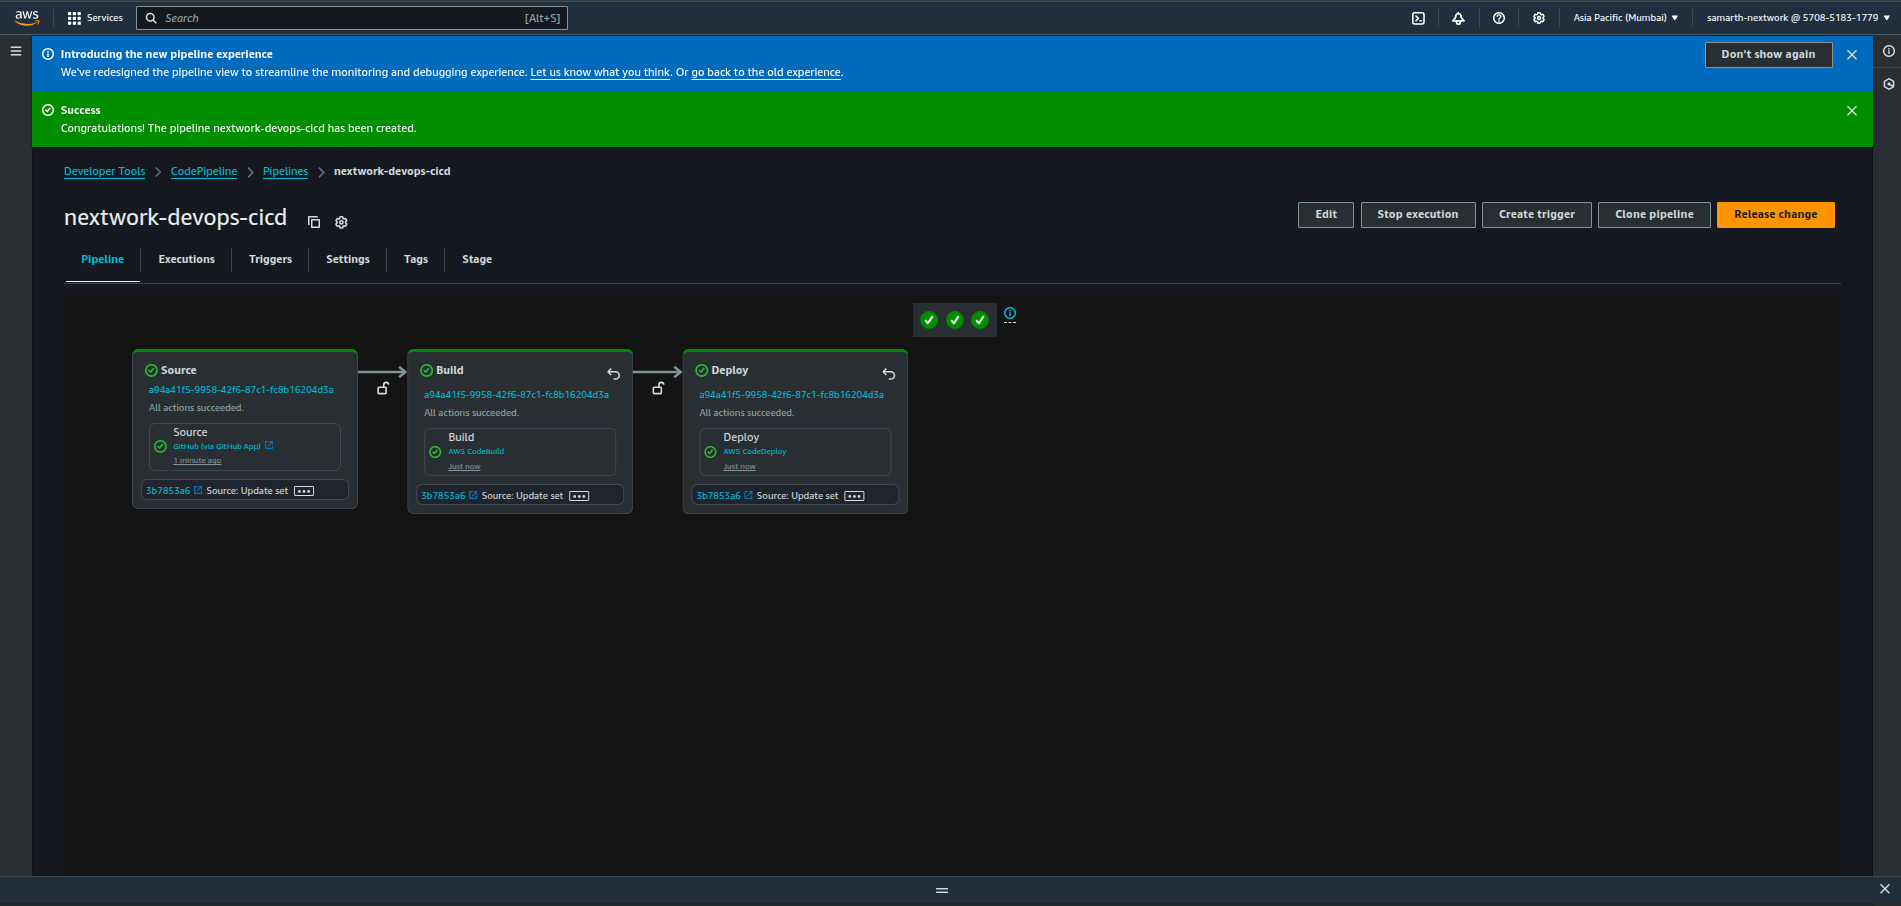 aws Services Search [Alt+S] Asia Pacific (Mumbai) samarth-nextwork @ 5708-5183-1779
Introducing the new pipeline experience
We've redesigned the pipeline view to streamline the monitoring and debugging experience. Let us know what you think. Or go back to the old experience.
Don't show again
Success
Congratulations! The pipeline nextwork-devops-cicd has been created.
Developer Tools CodePipeline Pipelines nextwork-devops-cicd
nextwork-devops-cicd
Edit Stop execution Create trigger Clone pipeline Release change
Pipeline Executions Triggers Settings Tags Stage
Source
a94a41f5-9958-42f6-87c1-fc8b16204d3a
All actions succeeded.
Source
GitHub (via GitHub App)
1 minute ago
3b7853a6 Source: Update set
Build
a94a41f5-9958-42f6-87c1-fc8b16204d3a
All actions succeeded.
Build
AWS CodeBuild
Just now
3b7853a6 Source: Update set
Deploy
a94a41f5-9958-42f6-87c1-fc8b16204d3a
All actions succeeded.
Deploy
AWS CodeDeploy
Just now
3b7853a6 Source: Update set